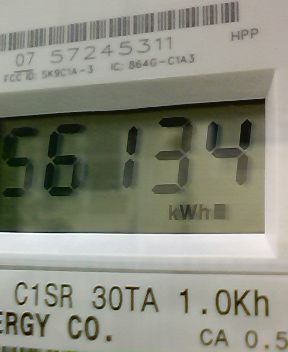 07 57245311
HPP
FCC ID: SK9C1A-3 IC: 864G-C1A3
56134
kWh
C1SR 30TA 1.0Kh
ERGY CO.
CA 0.5